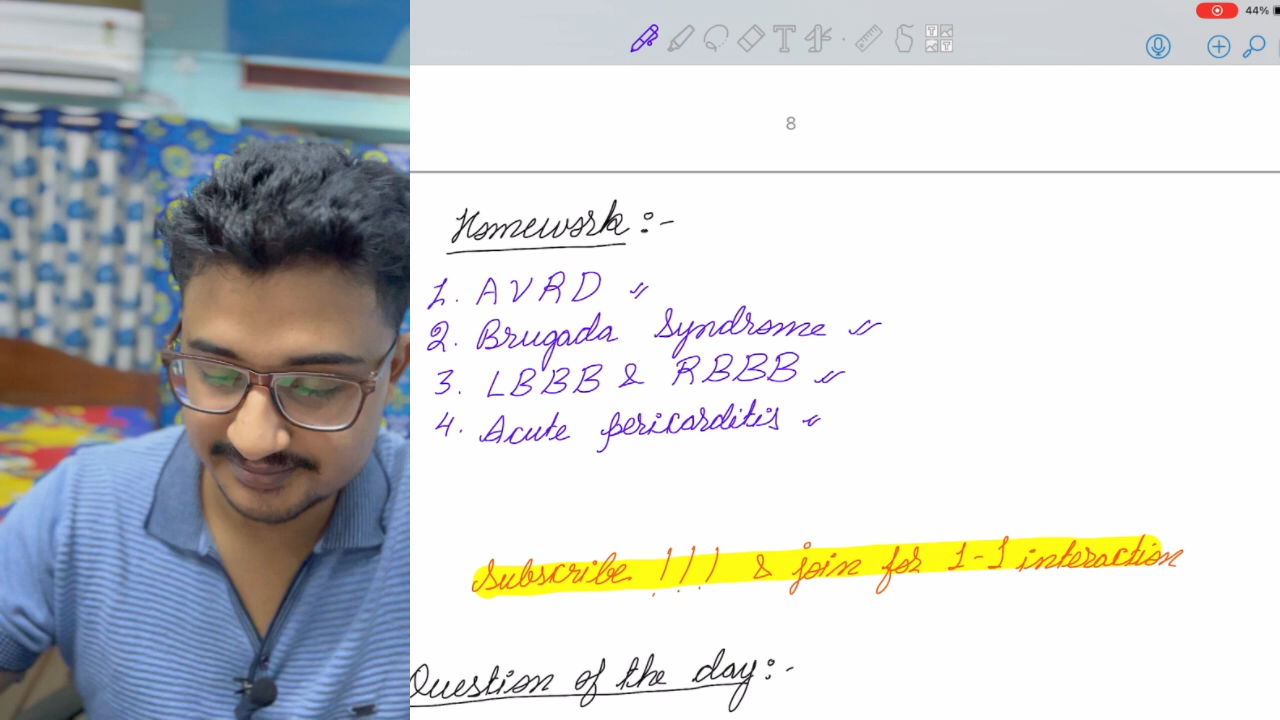 44%
8
Homework :-
1. AVRD
2. Brugada Syndrome
3. LBBB & RBBB
4. Acute pericarditis
Subscribe !!! & join for 1-1 interaction
Question of the day :-